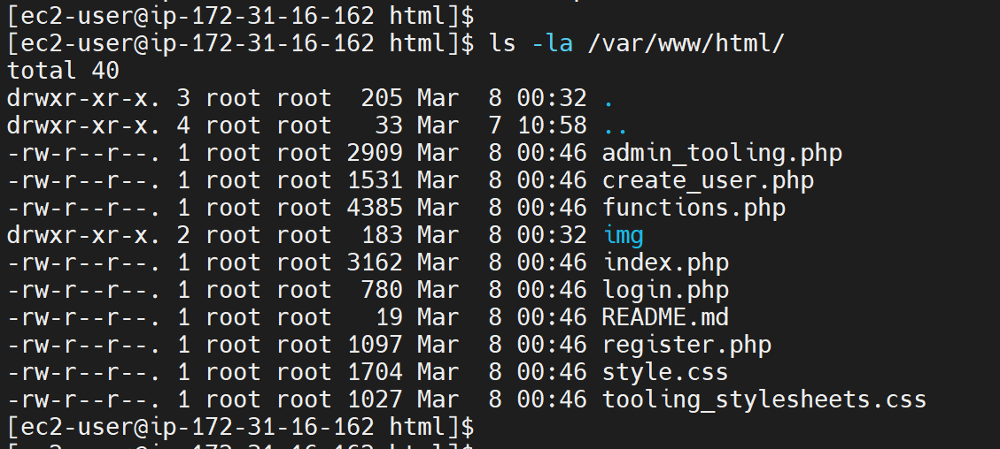 [ec2-user@ip-172-31-16-162 html]$
[ec2-user@ip-172-31-16-162 html]$ ls -la /var/www/html/
total 40
drwxr-xr-x. 3 root root  205 Mar  8 00:32 .
drwxr-xr-x. 4 root root   33 Mar  7 10:58 ..
-rw-r--r--. 1 root root 2909 Mar  8 00:46 admin_tooling.php
-rw-r--r--. 1 root root 1531 Mar  8 00:46 create_user.php
-rw-r--r--. 1 root root 4385 Mar  8 00:46 functions.php
drwxr-xr-x. 2 root root  183 Mar  8 00:32 img
-rw-r--r--. 1 root root 3162 Mar  8 00:46 index.php
-rw-r--r--. 1 root root  780 Mar  8 00:46 login.php
-rw-r--r--. 1 root root   19 Mar  8 00:46 README.md
-rw-r--r--. 1 root root 1097 Mar  8 00:46 register.php
-rw-r--r--. 1 root root 1704 Mar  8 00:46 style.css
-rw-r--r--. 1 root root 1027 Mar  8 00:46 tooling_stylesheets.css
[ec2-user@ip-172-31-16-162 html]$